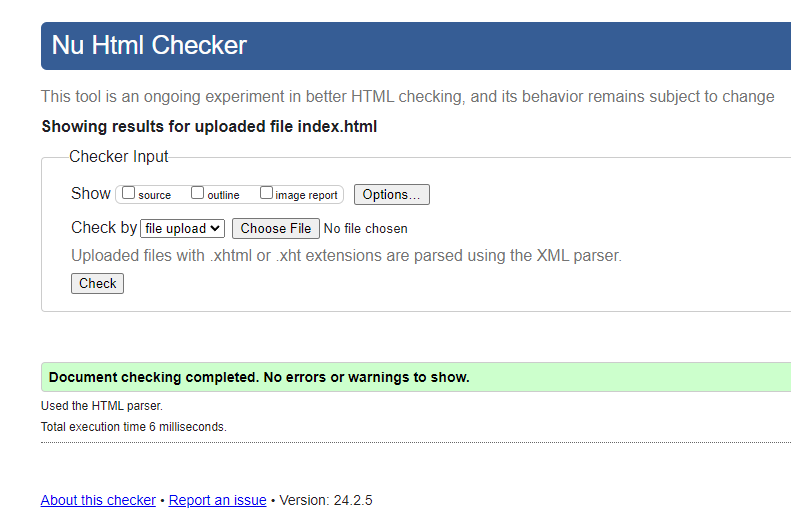 Nu Html Checker
This tool is an ongoing experiment in better HTML checking, and its behavior remains subject to change
Showing results for uploaded file index.html
Checker Input
Show source outline image report Options...
Check by file upload Choose File No file chosen
Uploaded files with .xhtml or .xht extensions are parsed using the XML parser.
Check
Document checking completed. No errors or warnings to show.
Used the HTML parser.
Total execution time 6 milliseconds.
About this checker • Report an issue • Version: 24.2.5